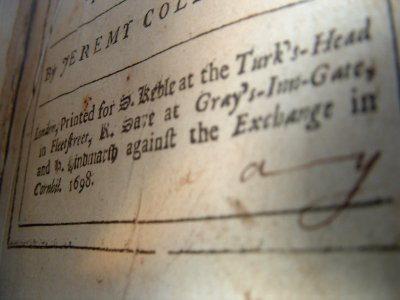 By JEREMY COL
London, Printed for S. Keble at the Turk's-Head
in Fleetſtreet, R. Sare at Gray's-Inn-Gate,
and H. Hindmarſh againſt the Exchange in
Cornhil. 1698.